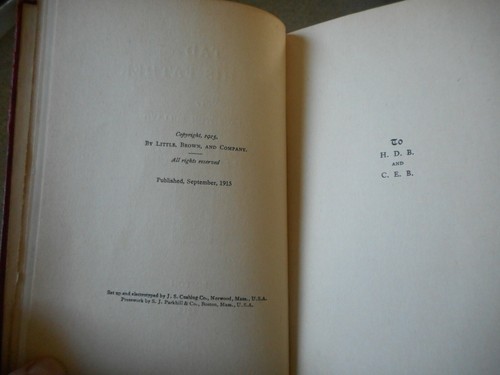 Copyright, 1913,
BY LITTLE, BROWN, AND COMPANY.
All rights reserved
Published, September, 1913
Set up and electrotyped by J. S. Cushing Co., Norwood, Mass., U.S.A.
Presswork by S. J. Parkhill & Co., Boston, Mass., U.S.A.
To
H. D. B.
AND
C. E. B.